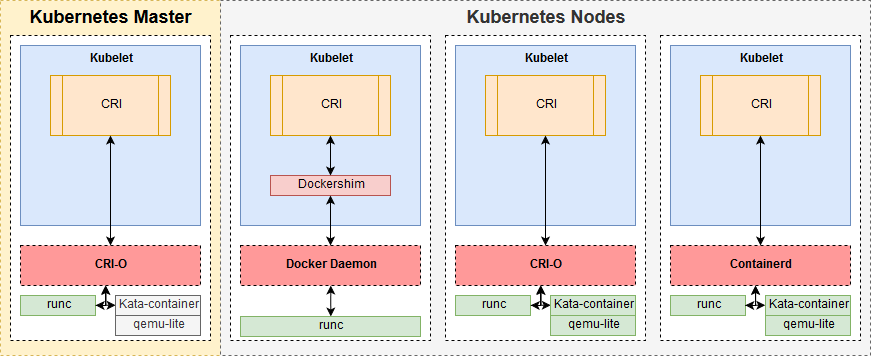 Kubernetes Master
Kubernetes Nodes
Kubelet
CRI
CRI-O
runc
Kata-container
qemu-lite
Kubelet
CRI
Dockershim
Docker Daemon
runc
Kubelet
CRI
CRI-O
runc
Kata-container
qemu-lite
Kubelet
CRI
Containerd
runc
Kata-container
qemu-lite